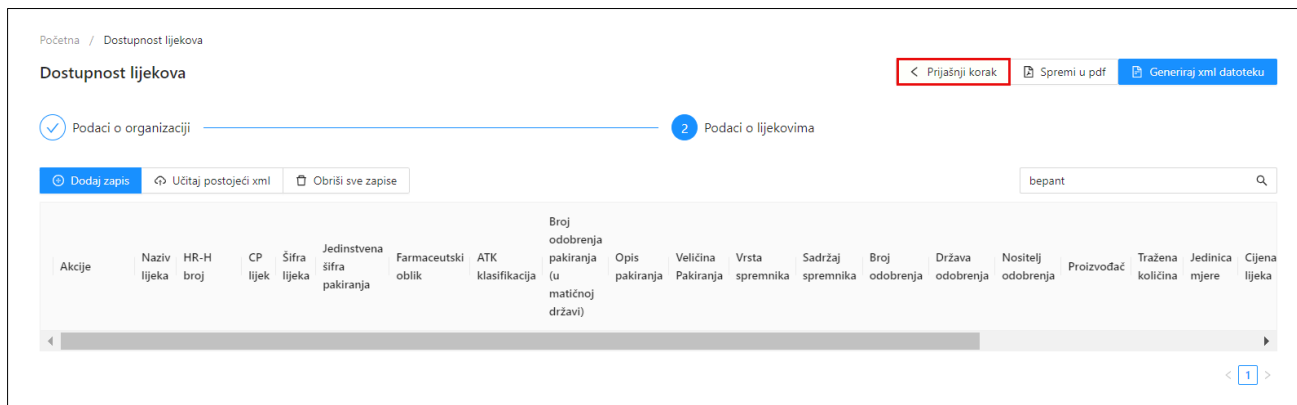 Početna / Dostupnost lijekova
Dostupnost lijekova
Prijašnji korak
Spremi u pdf
Generiraj xml datoteku
Podaci o organizaciji
2 Podaci o lijekovima
Dodaj zapis
Učitaj postojeći xml
Obriši sve zapise
bepant
Akcije
Naziv
lijeka
HR-H
broj
CP
lijek
Šifra
lijeka
Jedinstvena
šifra
pakiranja
Farmaceutski
oblik
ATK
klasifikacija
Broj
odobrenja
pakiranja
(u
matičnoj
državi)
Opis
pakiranja
Veličina
Pakiranja
Vrsta
spremnika
Sadržaj
spremnika
Broj
odobrenja
Država
odobrenja
Nositelj
odobrenja
Proizvođač
Tražena
količina
Jedinica
mjere
Cijena
lijeka
< 1 >